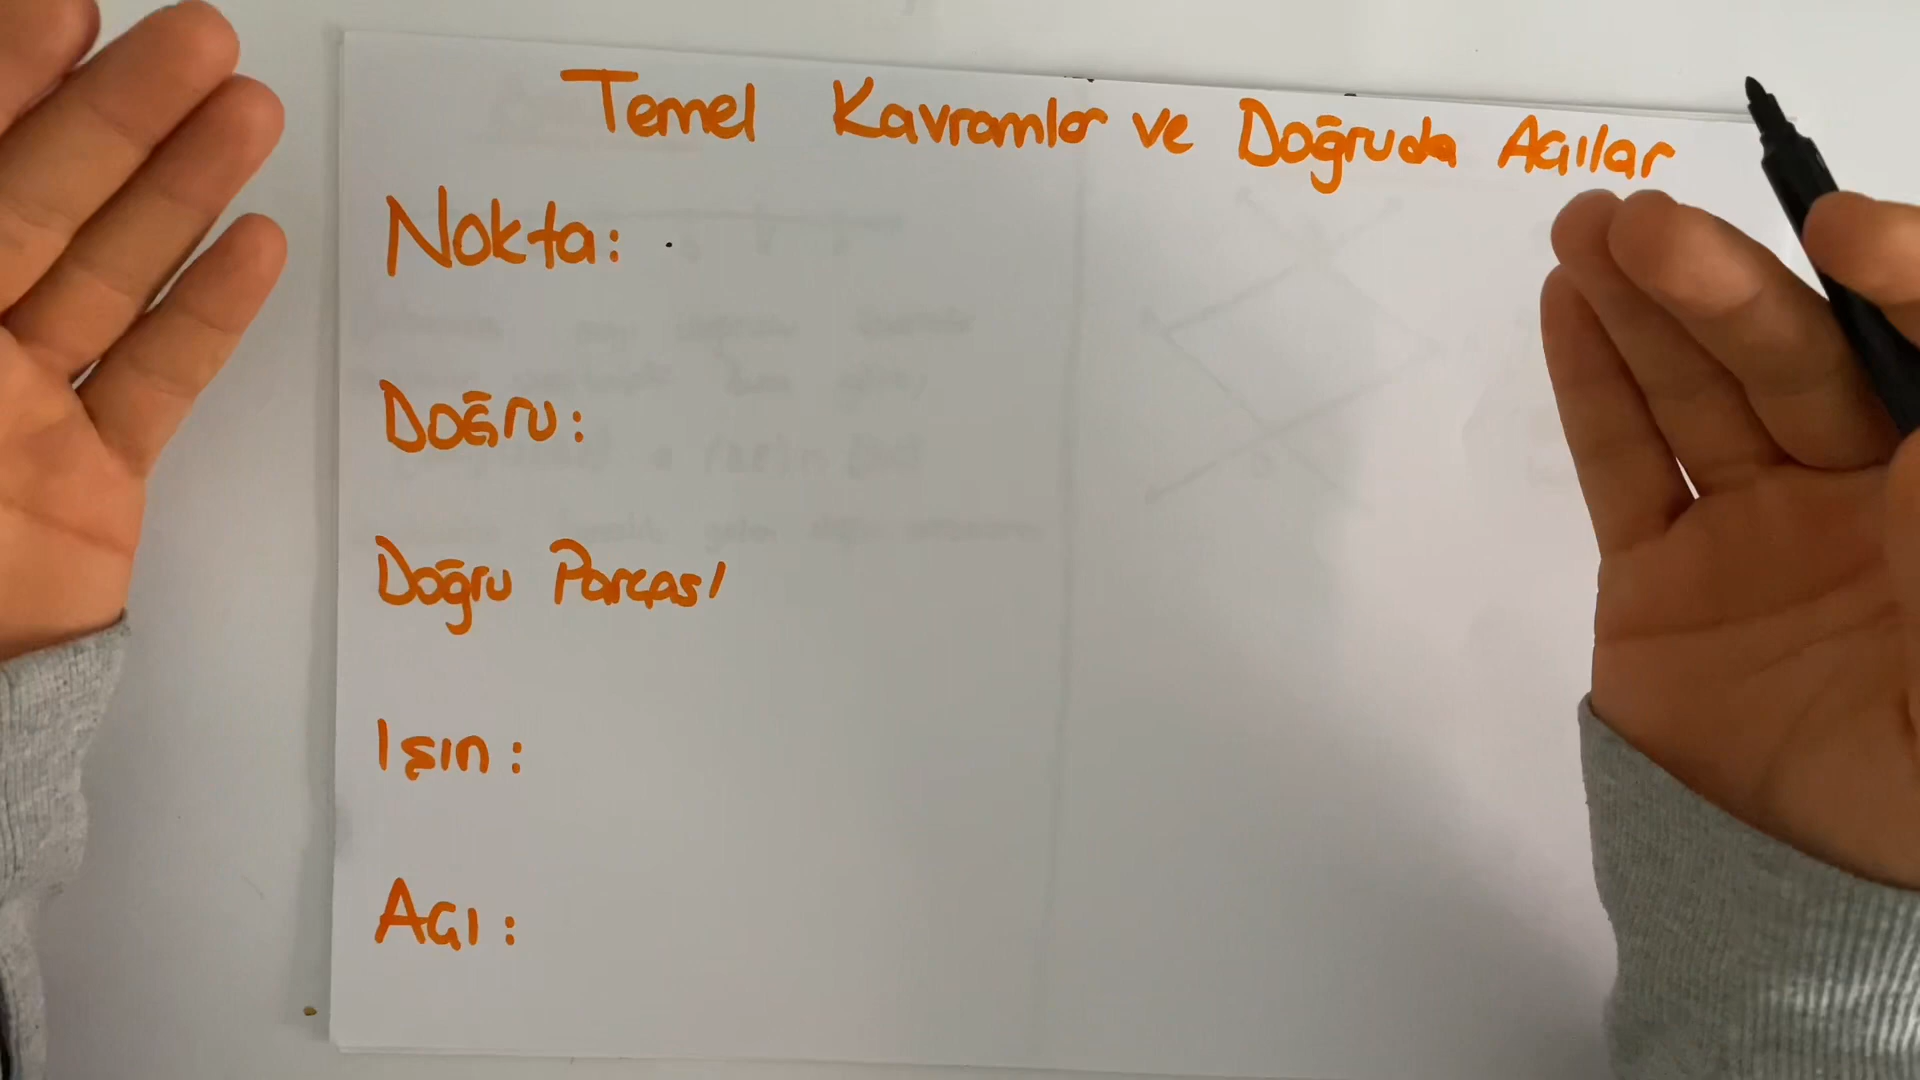 Temel Kavramlar ve Doğruda Açılar
Nokta: .
Doğru:
Doğru Parçası
Işın:
Açı: